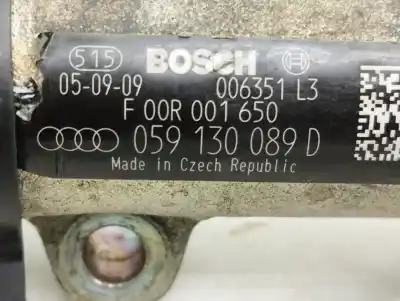 515 BOSCH
05-09-09 006351 L3
F 00R 001 650
059 130 089 D
Made in Czech Republic